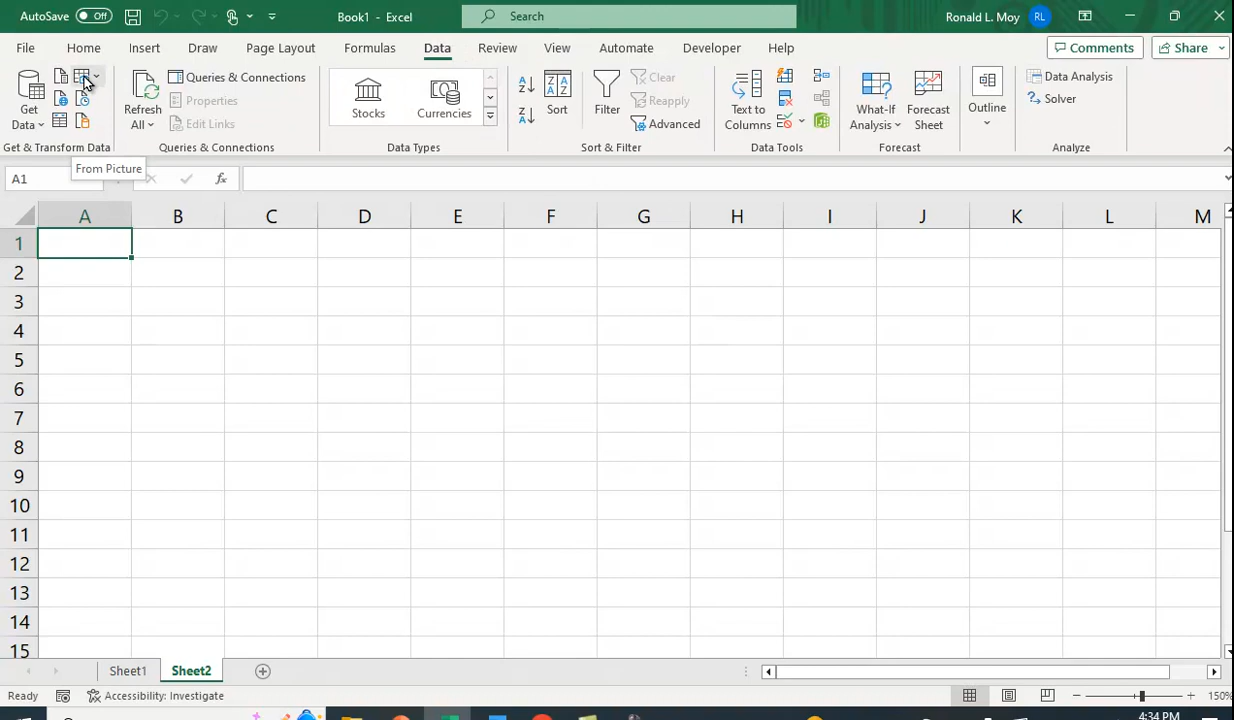 AutoSave Off Book1 - Excel Search Ronald L. Moy RL
File Home Insert Draw Page Layout Formulas Data Review View Automate Developer Help Comments Share
Get Data
Refresh All
Queries & Connections
Properties
Edit Links
Stocks
Currencies
A Z
Z A
Z A
A Z
Sort
Filter
Clear
Reapply
Advanced
Text to Columns
What-If Analysis
Forecast Sheet
Outline
Data Analysis
Solver
Get & Transform Data Queries & Connections Data Types Sort & Filter Data Tools Forecast Analyze
From Picture
A1 fx
A B C D E F G H I J K L M
1
2
3
4
5
6
7
8
9
10
11
12
13
14
15
Sheet1 Sheet2
Ready Accessibility: Investigate 150%
4:34 PM